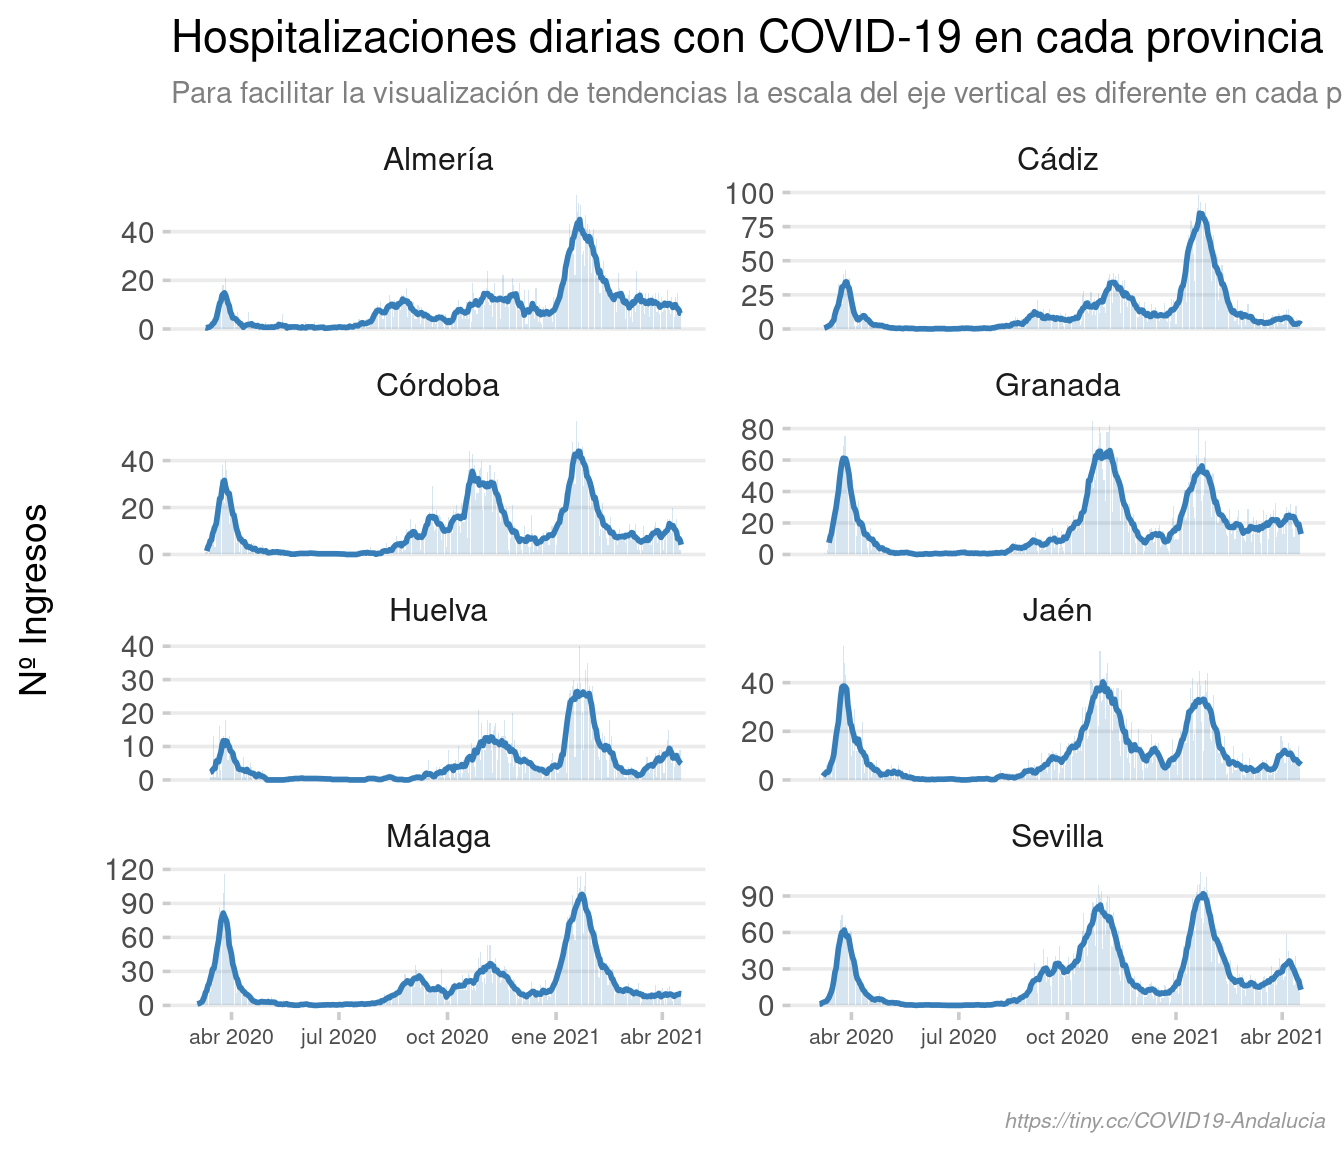 Hospitalizaciones diarias con COVID-19 en cada provincia
Para facilitar la visualización de tendencias la escala del eje vertical es diferente en cada p
Nº Ingresos
Almería
40
20
0
Cádiz
100
75
50
25
0
Córdoba
40
20
0
Granada
80
60
40
20
0
Huelva
40
30
20
10
0
Jaén
40
20
0
Málaga
120
90
60
30
0
abr 2020 jul 2020 oct 2020 ene 2021 abr 2021
Sevilla
90
60
30
0
abr 2020 jul 2020 oct 2020 ene 2021 abr 2021
https://tiny.cc/COVID19-Andalucia